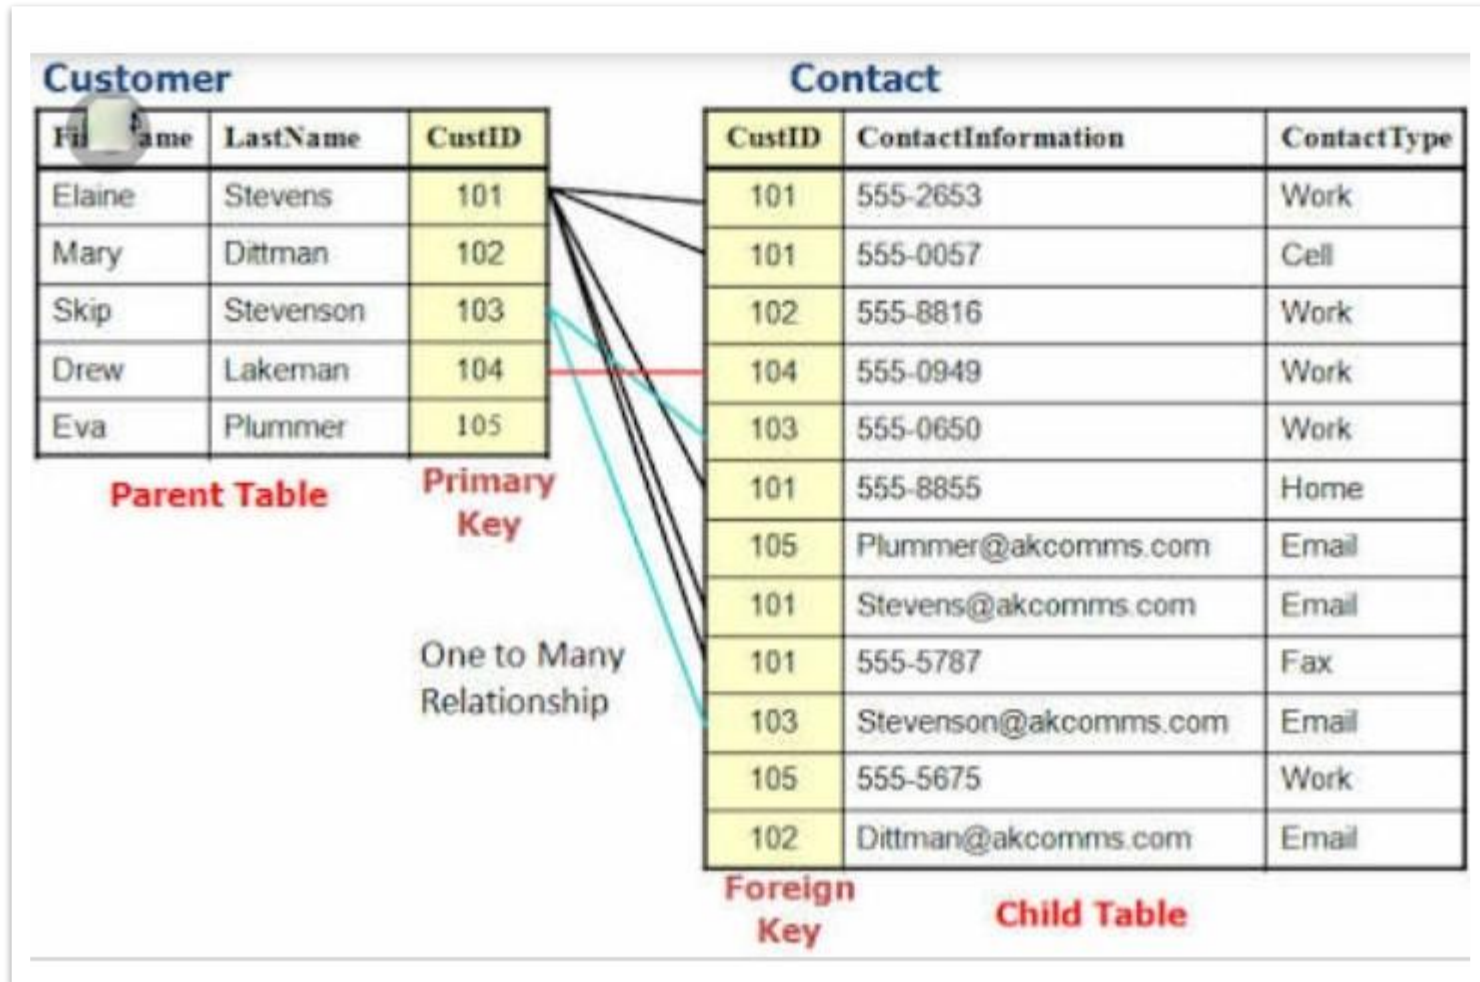 Customer
Contact
LastName CustID
Elaine Stevens 101
Mary Dittman 102
Skip Stevenson 103
Drew Lakeman 104
Eva Plummer 105
Parent Table
Primary
Key
One to Many
Relationship
CustID ContactInformation ContactType
101 555-2653 Work
101 555-0057 Cell
102 555-8816 Work
104 555-0949 Work
103 555-0650 Work
101 555-8855 Home
105 Plummer@akcomms.com Email
101 Stevens@akcomms.com Email
101 555-5787 Fax
103 Stevenson@akcomms.com Email
105 555-5675 Work
102 Dittman@akcomms.com Email
Foreign
Key
Child Table